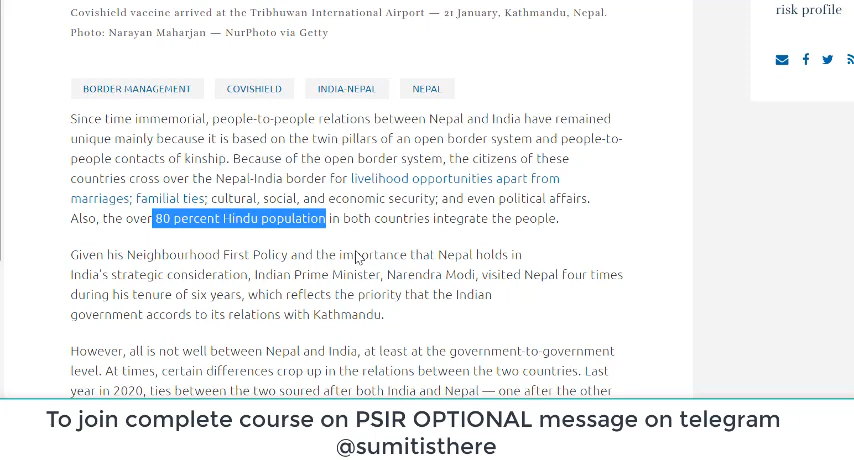 Covishield vaccine arrived at the Tribhuwan International Airport — 21 January, Kathmandu, Nepal.
Photo: Narayan Maharjan — NurPhoto via Getty
risk profile
BORDER MANAGEMENT COVISHIELD INDIA-NEPAL NEPAL
Since time immemorial, people-to-people relations between Nepal and India have remained
unique mainly because it is based on the twin pillars of an open border system and people-to-
people contacts of kinship. Because of the open border system, the citizens of these
countries cross over the Nepal-India border for livelihood opportunities apart from
marriages; familial ties; cultural, social, and economic security; and even political affairs.
Also, the over 80 percent Hindu population in both countries integrate the people.
Given his Neighbourhood First Policy and the importance that Nepal holds in
India's strategic consideration, Indian Prime Minister, Narendra Modi, visited Nepal four times
during his tenure of six years, which reflects the priority that the Indian
government accords to its relations with Kathmandu.
However, all is not well between Nepal and India, at least at the government-to-government
level. At times, certain differences crop up in the relations between the two countries. Last
year in 2020, ties between the two soured after both India and Nepal — one after the other
To join complete course on PSIR OPTIONAL message on telegram
@sumitisthere